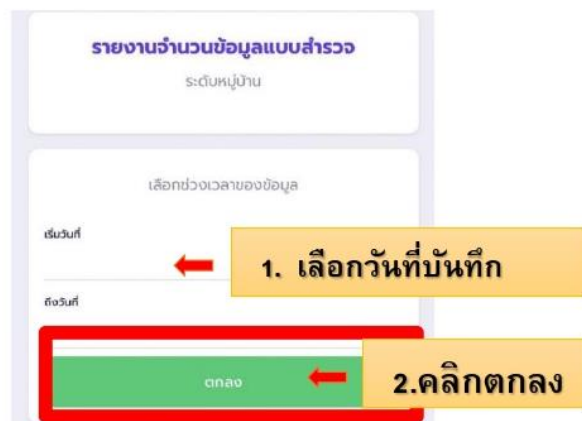 รายงานจำนวนข้อมูลแบบสำรวจ
ระดับหมู่บ้าน
เลือกช่วงเวลาของข้อมูล
เริ่มวันที่
1. เลือกวันที่บันทึก
ถึงวันที่
ตกลง
2.คลิกตกลง